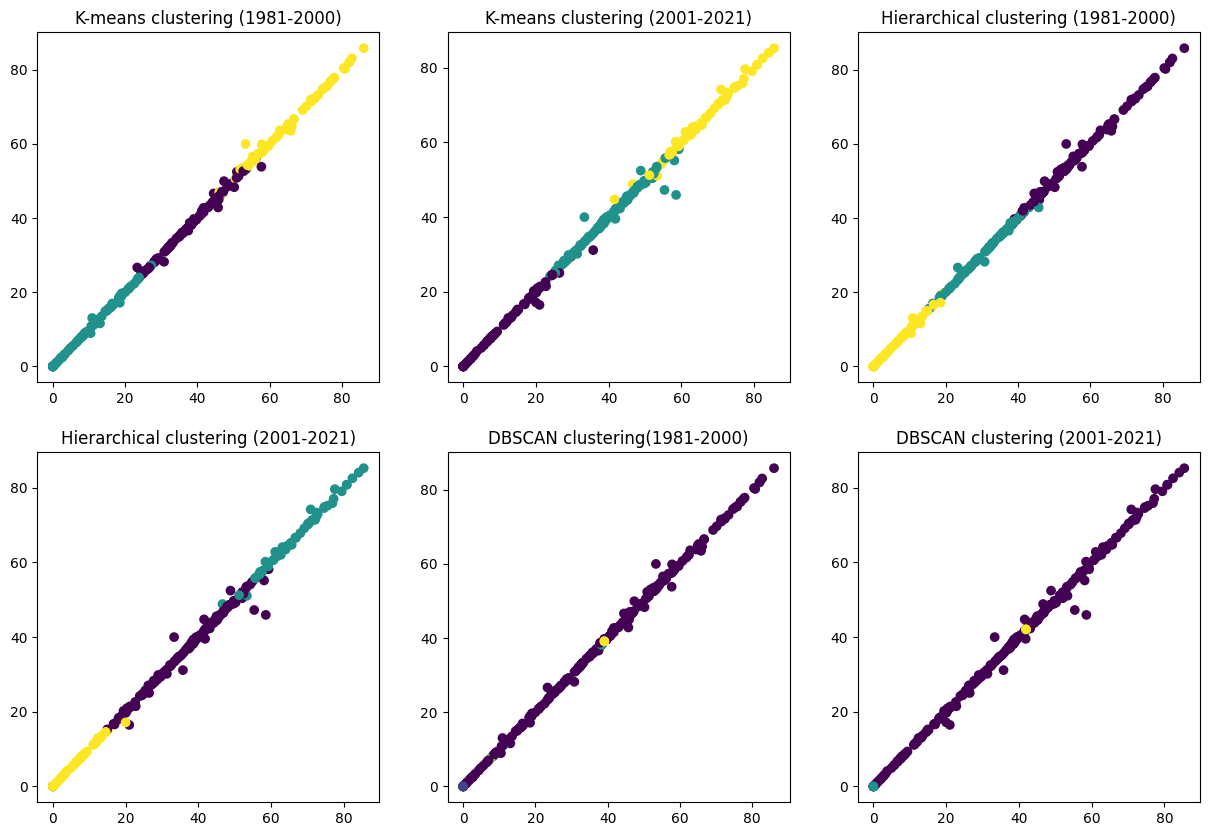 K-means clustering (1981-2000)
K-means clustering (2001-2021)
Hierarchical clustering (1981-2000)
80
60
40
20
0
0 20 40 60 80
80
60
40
20
0
0 20 40 60 80
80
60
40
20
0
0 20 40 60 80
Hierarchical clustering (2001-2021)
DBSCAN clustering(1981-2000)
DBSCAN clustering (2001-2021)
80
60
40
20
0
0 20 40 60 80
80
60
40
20
0
0 20 40 60 80
80
60
40
20
0
0 20 40 60 80